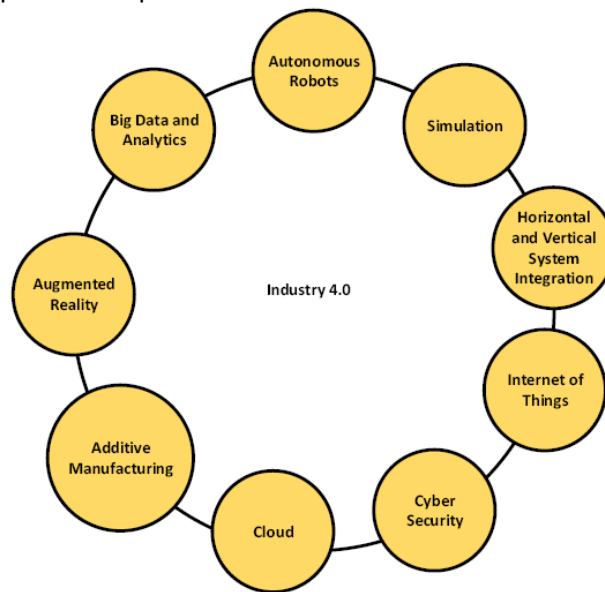 Autonomous
Robots
Simulation
Horizontal
and Vertical
System
Integration
Internet of
Things
Cyber
Security
Cloud
Additive
Manufacturing
Augmented
Reality
Big Data and
Analytics
Industry 4.0